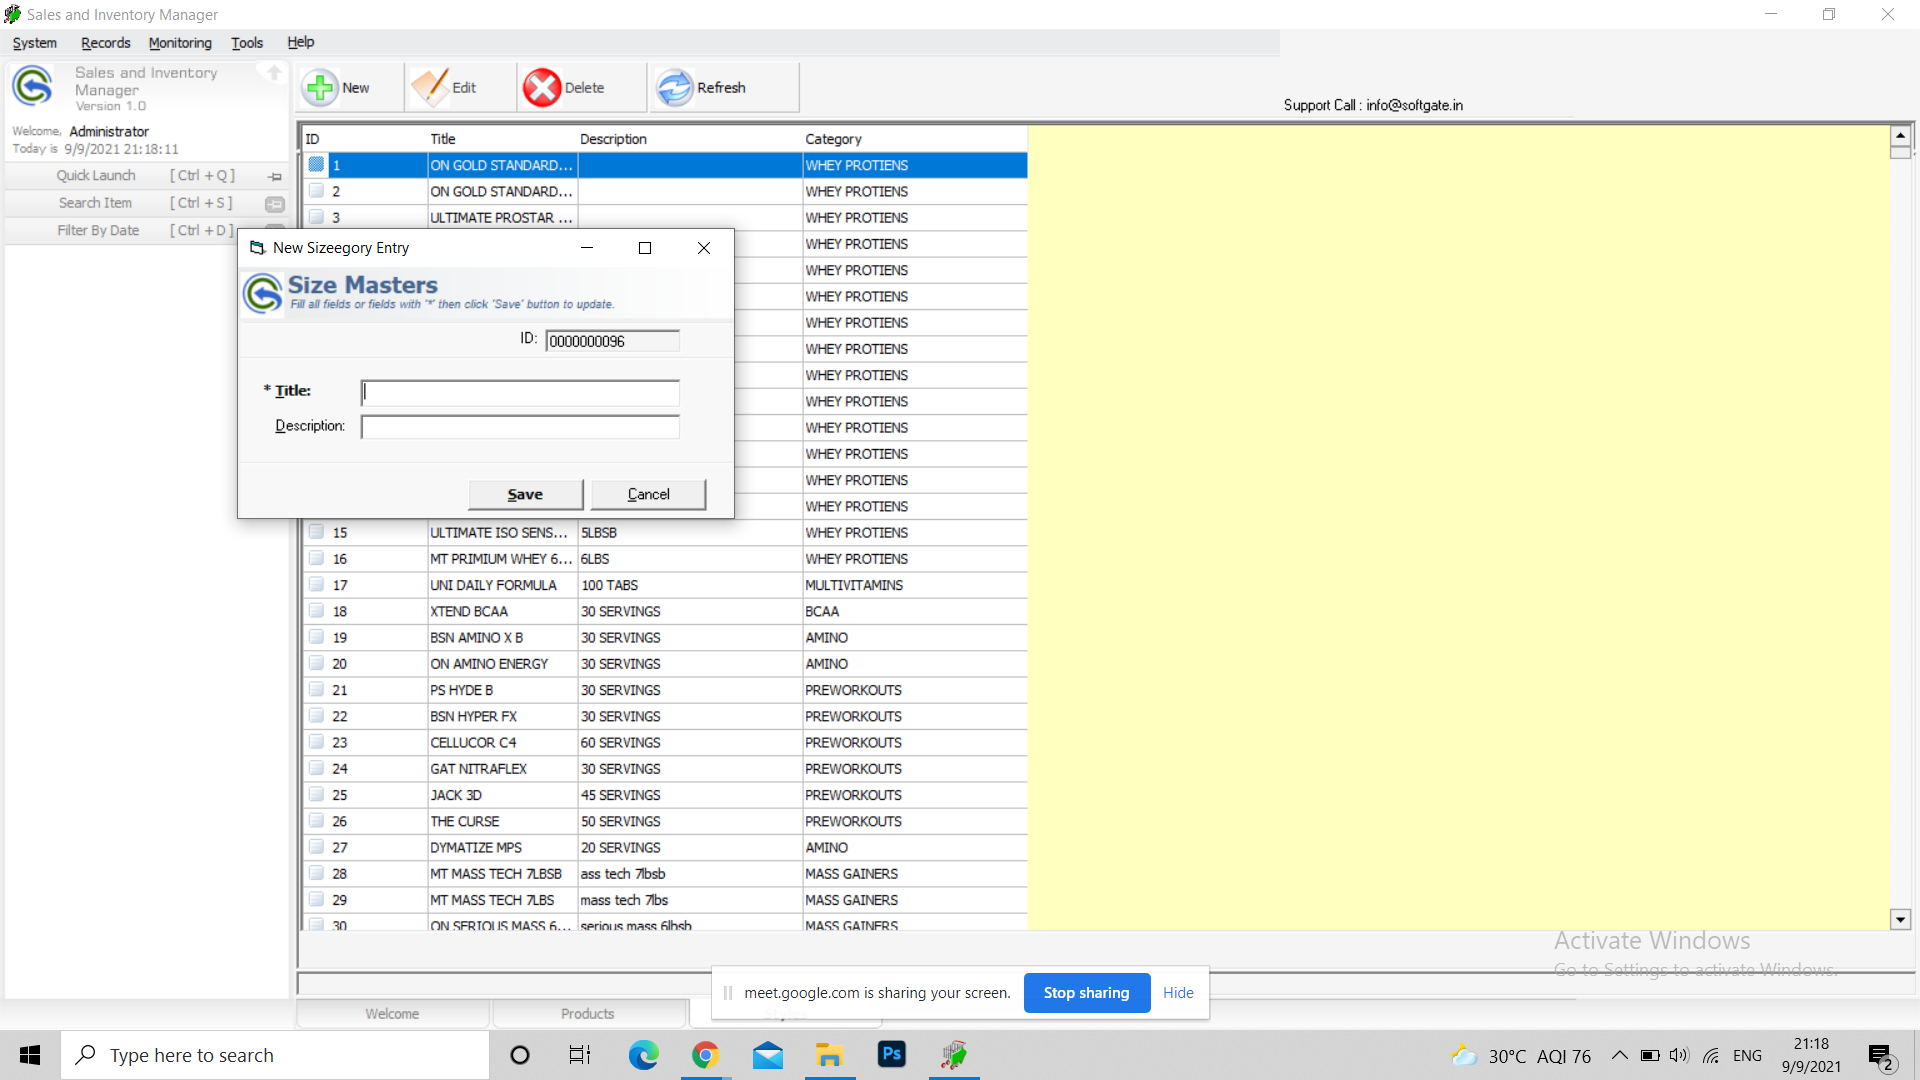 Sales and Inventory Manager
System Records Monitoring Tools Help
Sales and Inventory
Manager
Version 1.0
Welcome, Administrator
Today is 9/9/2021 21:18:11
Quick Launch [ Ctrl + Q ]
Search Item [ Ctrl + S ]
Filter By Date [ Ctrl + D ]
New Edit Delete Refresh
Support Call : info@softgate.in
ID Title Description Category
1 ON GOLD STANDARD... WHEY PROTIENS
2 ON GOLD STANDARD... WHEY PROTIENS
3 ULTIMATE PROSTAR ... WHEY PROTIENS
WHEY PROTIENS
WHEY PROTIENS
WHEY PROTIENS
WHEY PROTIENS
WHEY PROTIENS
WHEY PROTIENS
WHEY PROTIENS
WHEY PROTIENS
WHEY PROTIENS
WHEY PROTIENS
WHEY PROTIENS
15 ULTIMATE ISO SENS... 5LBSB WHEY PROTIENS
16 MT PRIMIUM WHEY 6... 6LBS WHEY PROTIENS
17 UNI DAILY FORMULA 100 TABS MULTIVITAMINS
18 XTEND BCAA 30 SERVINGS BCAA
19 BSN AMINO X B 30 SERVINGS AMINO
20 ON AMINO ENERGY 30 SERVINGS AMINO
21 PS HYDE B 30 SERVINGS PREWORKOUTS
22 BSN HYPER FX 30 SERVINGS PREWORKOUTS
23 CELLUCOR C4 60 SERVINGS PREWORKOUTS
24 GAT NITRAFLEX 30 SERVINGS PREWORKOUTS
25 JACK 3D 45 SERVINGS PREWORKOUTS
26 THE CURSE 50 SERVINGS PREWORKOUTS
27 DYMATIZE MPS 20 SERVINGS AMINO
28 MT MASS TECH 7LBSB ass tech 7lbsb MASS GAINERS
29 MT MASS TECH 7LBS mass tech 7lbs MASS GAINERS
30 ON SERIOUS MASS 6... serious mass 6lbsb MASS GAINERS
New Sizeegory Entry
Size Masters
Fill all fields or fields with '*' then click 'Save' button to update.
ID: 0000000096
* Title:
Description:
Save Cancel
Activate Windows
Go to Settings to activate Windows.
meet.google.com is sharing your screen. Stop sharing Hide
Welcome Products Styles
Type here to search
Ps
30°C AQI 76 ENG
21:18
9/9/2021
2